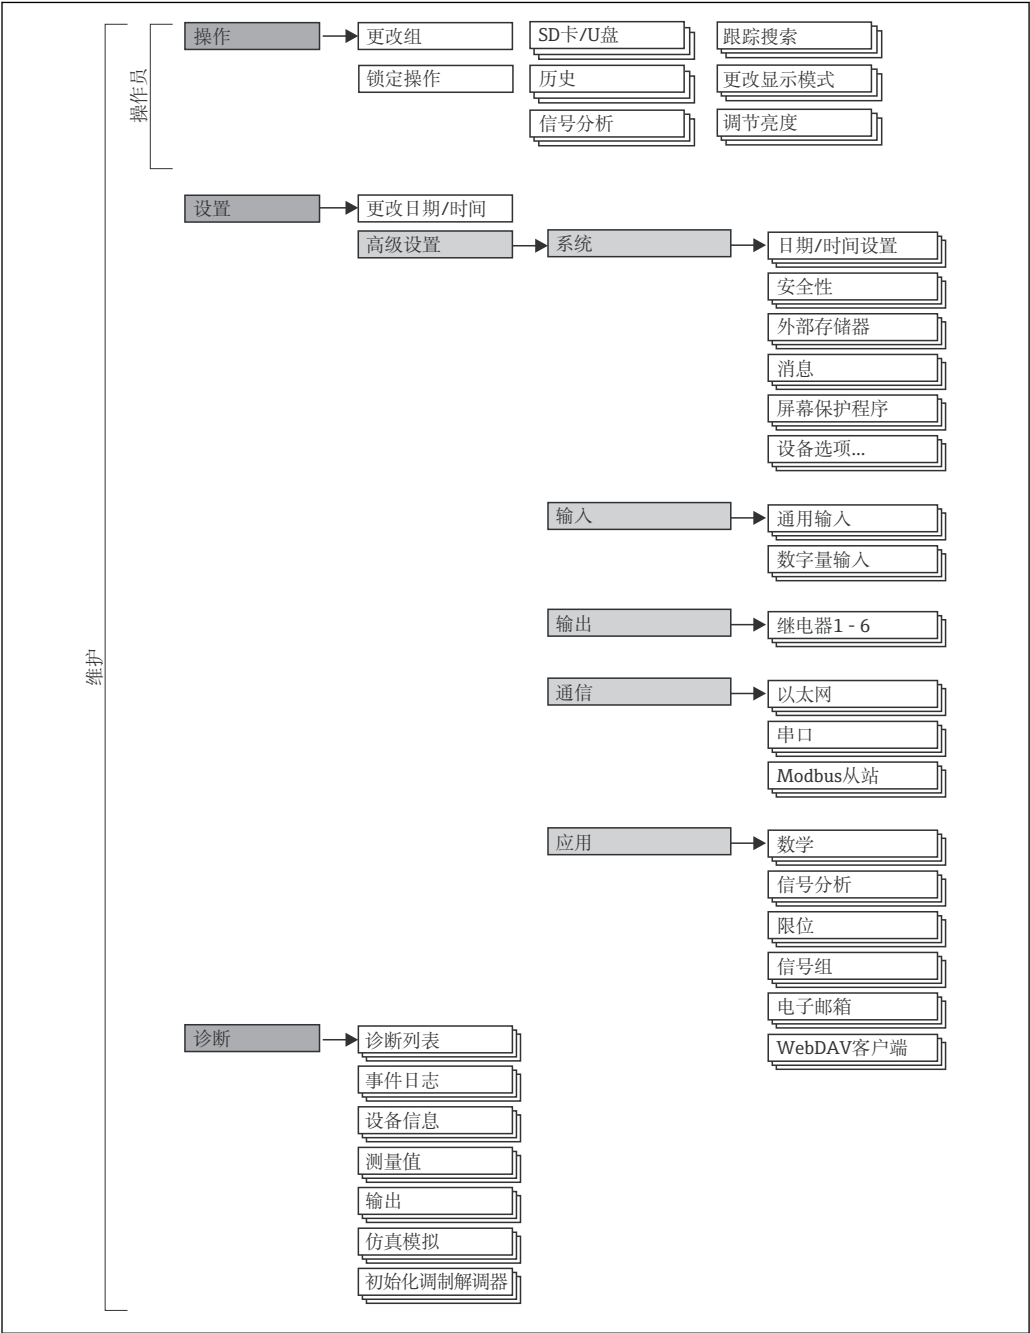 操作
更改组
SD卡/U盘
跟踪搜索
锁定操作
历史
更改显示模式
信号分析
调节亮度
操作员
设置
更改日期/时间
高级设置
系统
日期/时间设置
安全性
外部存储器
消息
屏幕保护程序
设备选项...
输入
通用输入
数字量输入
输出
继电器1 - 6
维护
通信
以太网
串口
Modbus从站
应用
数学
信号分析
限位
信号组
电子邮箱
WebDAV客户端
诊断
诊断列表
事件日志
设备信息
测量值
输出
仿真模拟
初始化调制解调器